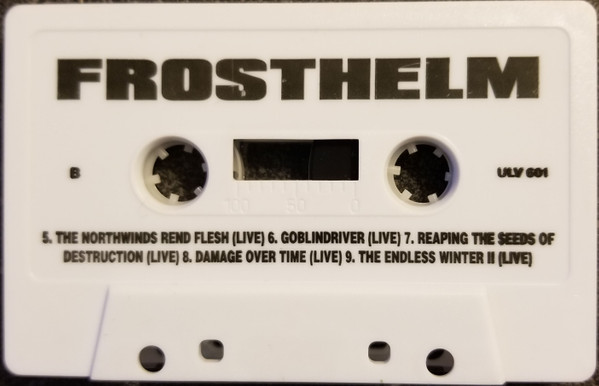 FROSTHELM
B
ULY 601
100 50 0
5. THE NORTHWINDS REND FLESH (LIVE) 6. GOBLINDRIVER (LIVE) 7. REAPING THE SEEDS OF
DESTRUCTION (LIVE) 8. DAMAGE OVER TIME (LIVE) 9. THE ENDLESS WINTER II (LIVE)